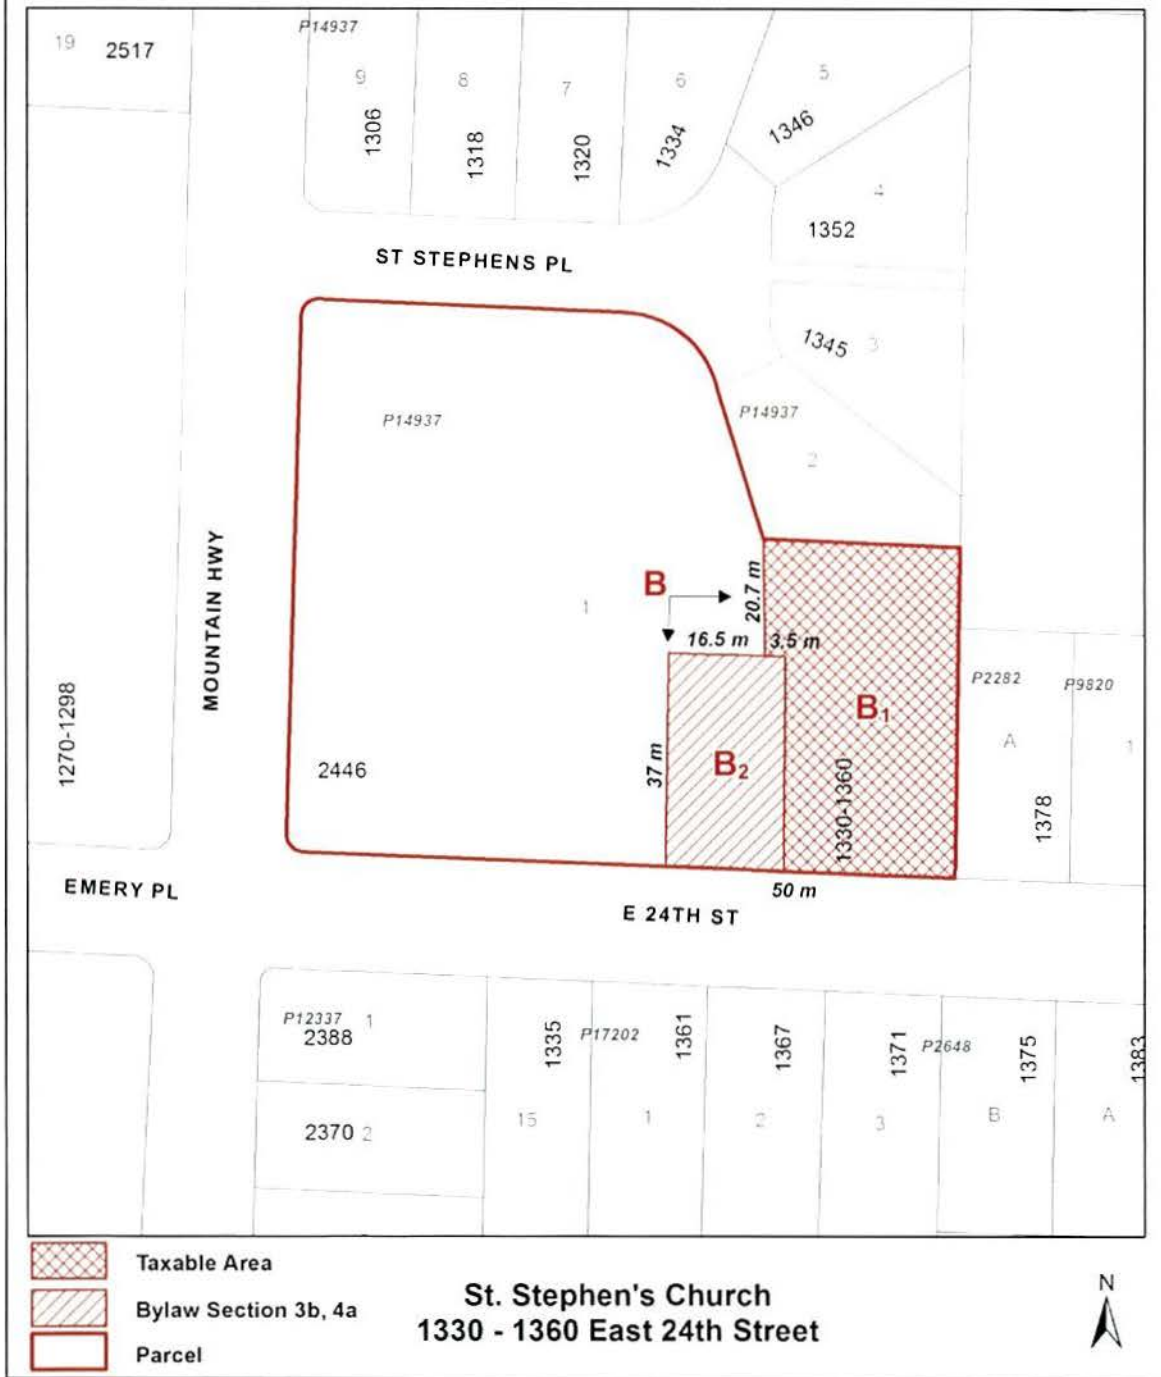 P14937
19 2517
9 8 7 6 5
1306 1318 1320 1334 1346
4
1352
ST STEPHENS PL
1345 3
P14937
P14937
2
MOUNTAIN HWY
B
20.7 m
1
16.5 m 3.5 m
P2282 P9820
B1
A 1
1270-1298
37 m
B2
2446
1330-1360
1378
EMERY PL
50 m
E 24TH ST
P12337 1
2388
1335 P17202 1361 1367 1371 P2648 1375 1383
15 1 2 3 B A
2370 2
Taxable Area
Bylaw Section 3b, 4a
Parcel
St. Stephen's Church
1330 - 1360 East 24th Street
N